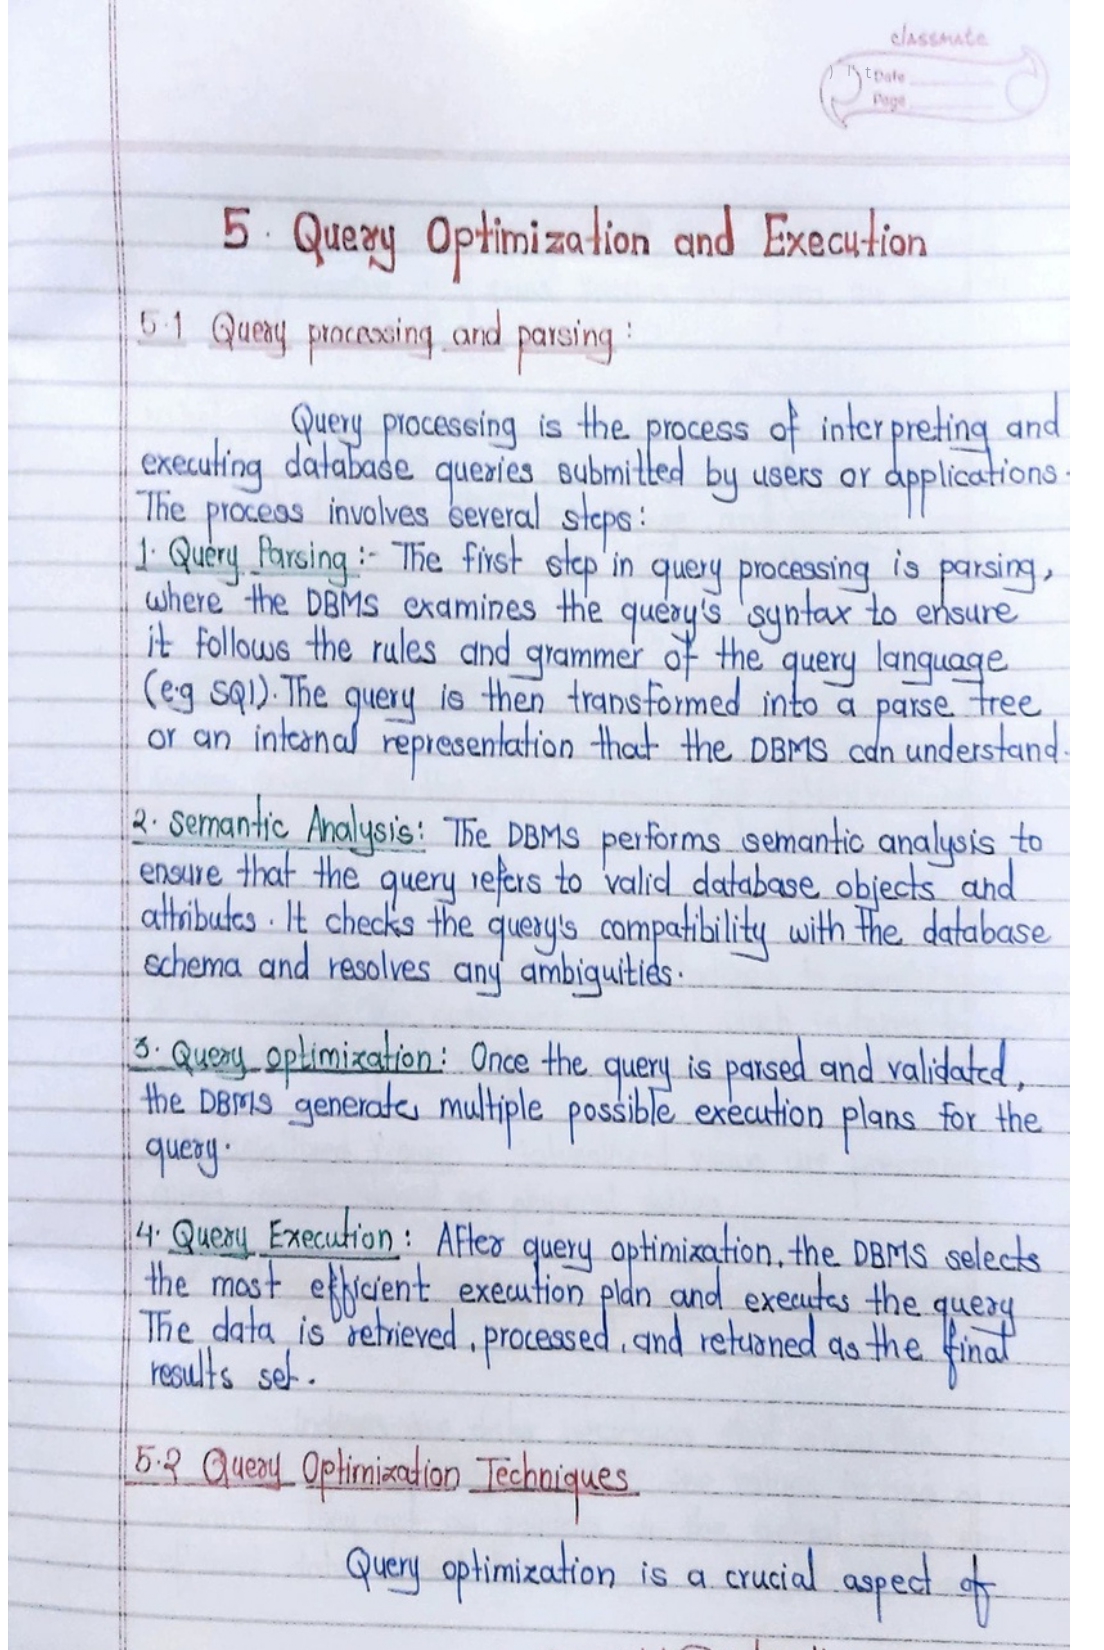 classmate
Date
Page
5. Query Optimization and Execution
5.1 Query processing and parsing :
Query processing is the process of interpreting and
executing database queries submitted by users or applications.
The process involves several steps:
1. Query Parsing :- The first step in query processing is parsing,
where the DBMS examines the query's syntax to ensure
it follows the rules and grammer of the query language
(e.g SQl). The query is then transformed into a parse tree
or an internal representation that the DBMS can understand.
2. Semantic Analysis: The DBMS performs semantic analysis to
ensure that the query refers to valid database objects and
attributes. It checks the query's compatibility with the database
schema and resolves any ambiguities.
3. Query optimization: Once the query is parsed and validated,
the DBMS generates multiple possible execution plans for the
query.
4. Query Execution: After query optimization, the DBMS selects
the most efficient execution plan and executes the query
The data is retrieved, processed, and returned as the final
results set.
5.2 Query Optimization Techniques
Query optimization is a crucial aspect of